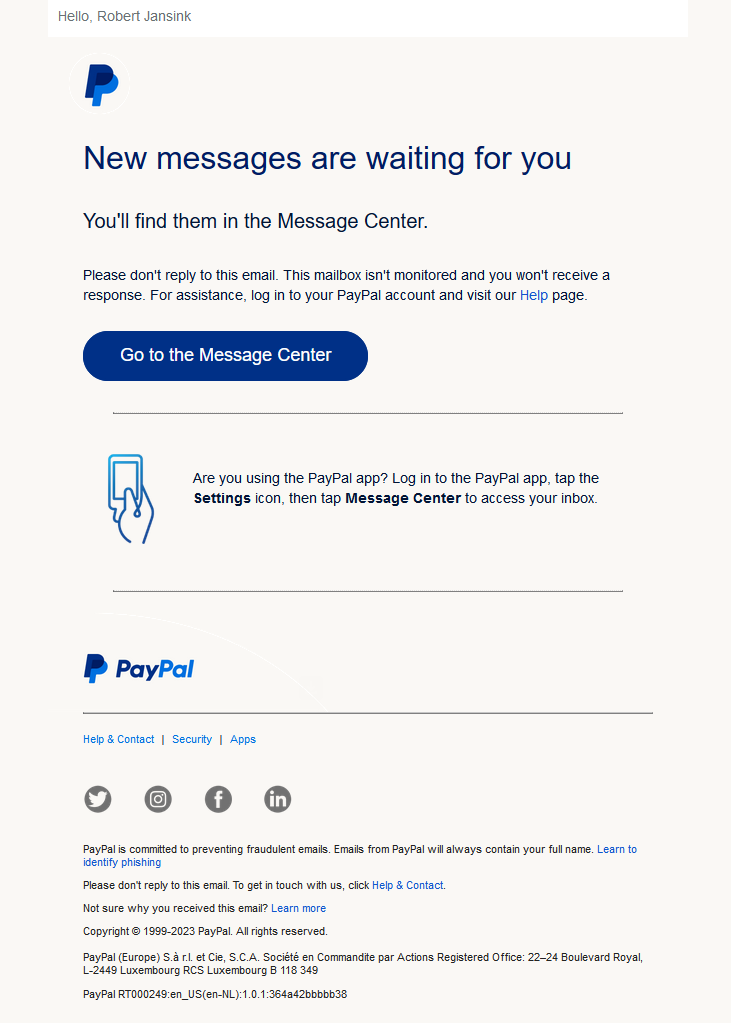 Hello, Robert Jansink
New messages are waiting for you
You'll find them in the Message Center.
Please don't reply to this email. This mailbox isn't monitored and you won't receive a
response. For assistance, log in to your PayPal account and visit our Help page.
Go to the Message Center
Are you using the PayPal app? Log in to the PayPal app, tap the
Settings icon, then tap Message Center to access your inbox.
PayPal
Help & Contact | Security | Apps
in
PayPal is committed to preventing fraudulent emails. Emails from PayPal will always contain your full name. Learn to
identify phishing
Please don't reply to this email. To get in touch with us, click Help & Contact.
Not sure why you received this email? Learn more
Copyright © 1999-2023 PayPal. All rights reserved.
PayPal (Europe) S.à r.l. et Cie, S.C.A. Société en Commandite par Actions Registered Office: 22–24 Boulevard Royal,
L-2449 Luxembourg RCS Luxembourg B 118 349
PayPal RT000249:en_US(en-NL):1.0.1:364a42bbbbb38